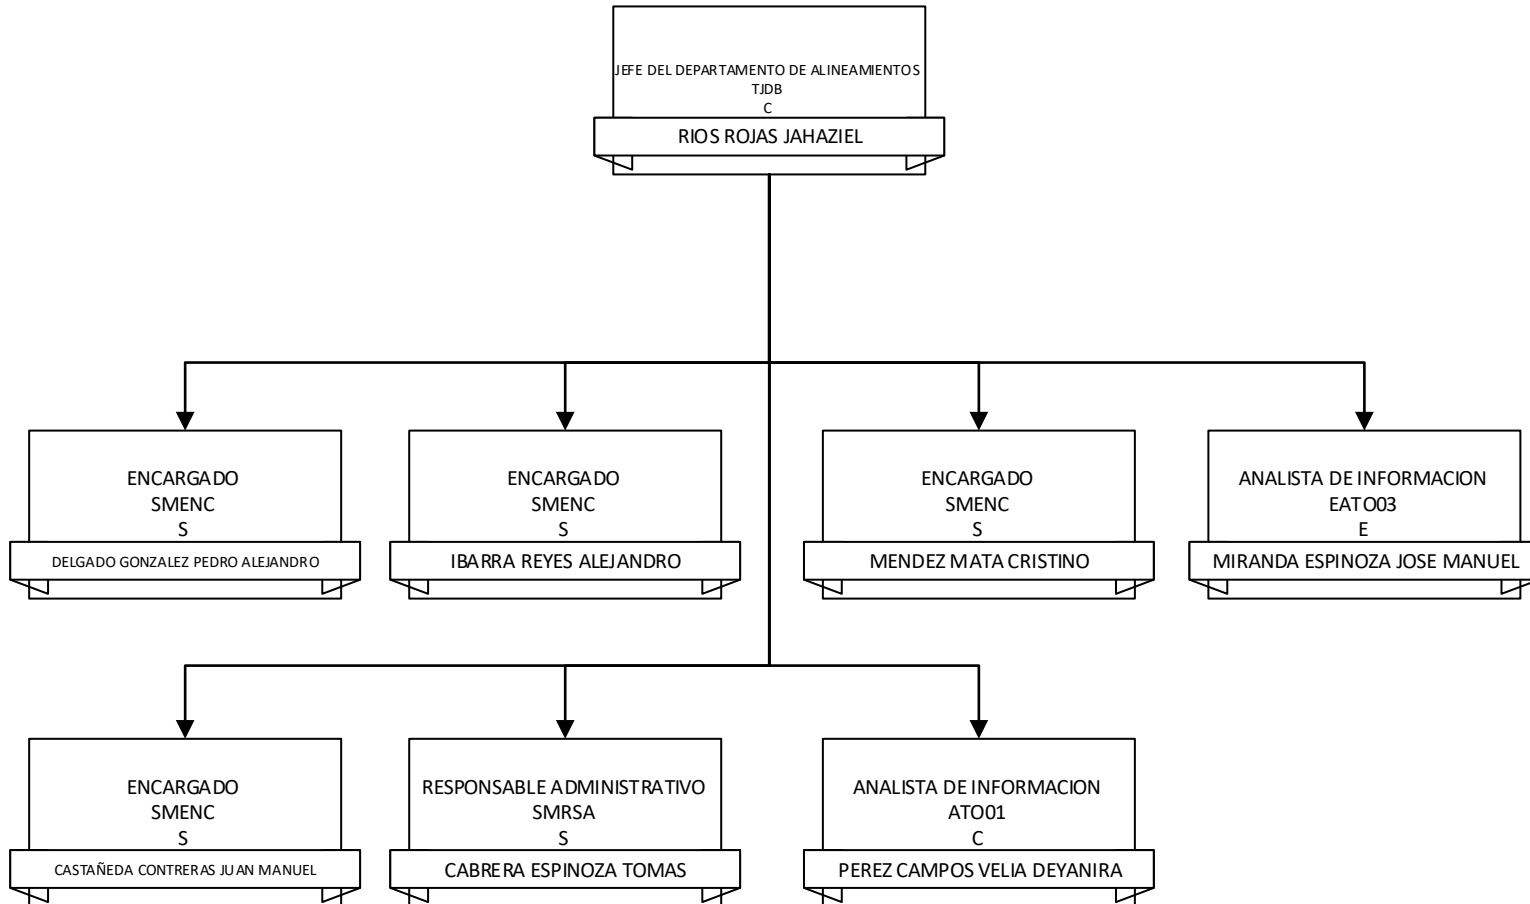 JEFE DEL DEPARTAMENTO DE ALINEAMIENTOS
TJDB
C
RIOS ROJAS JAHAZIEL
ENCARGADO
SMENC
S
DELGADO GONZALEZ PEDRO ALEJANDRO
ENCARGADO
SMENC
S
IBARRA REYES ALEJANDRO
ENCARGADO
SMENC
S
MENDEZ MATA CRISTINO
ANALISTA DE INFORMACION
EATO03
E
MIRANDA ESPINOZA JOSE MANUEL
ENCARGADO
SMENC
S
CASTAÑEDA CONTRERAS JUAN MANUEL
RESPONSABLE ADMINISTRATIVO
SMRSA
S
CABRERA ESPINOZA TOMAS
ANALISTA DE INFORMACION
ATO01
C
PEREZ CAMPOS VELIA DEYANIRA